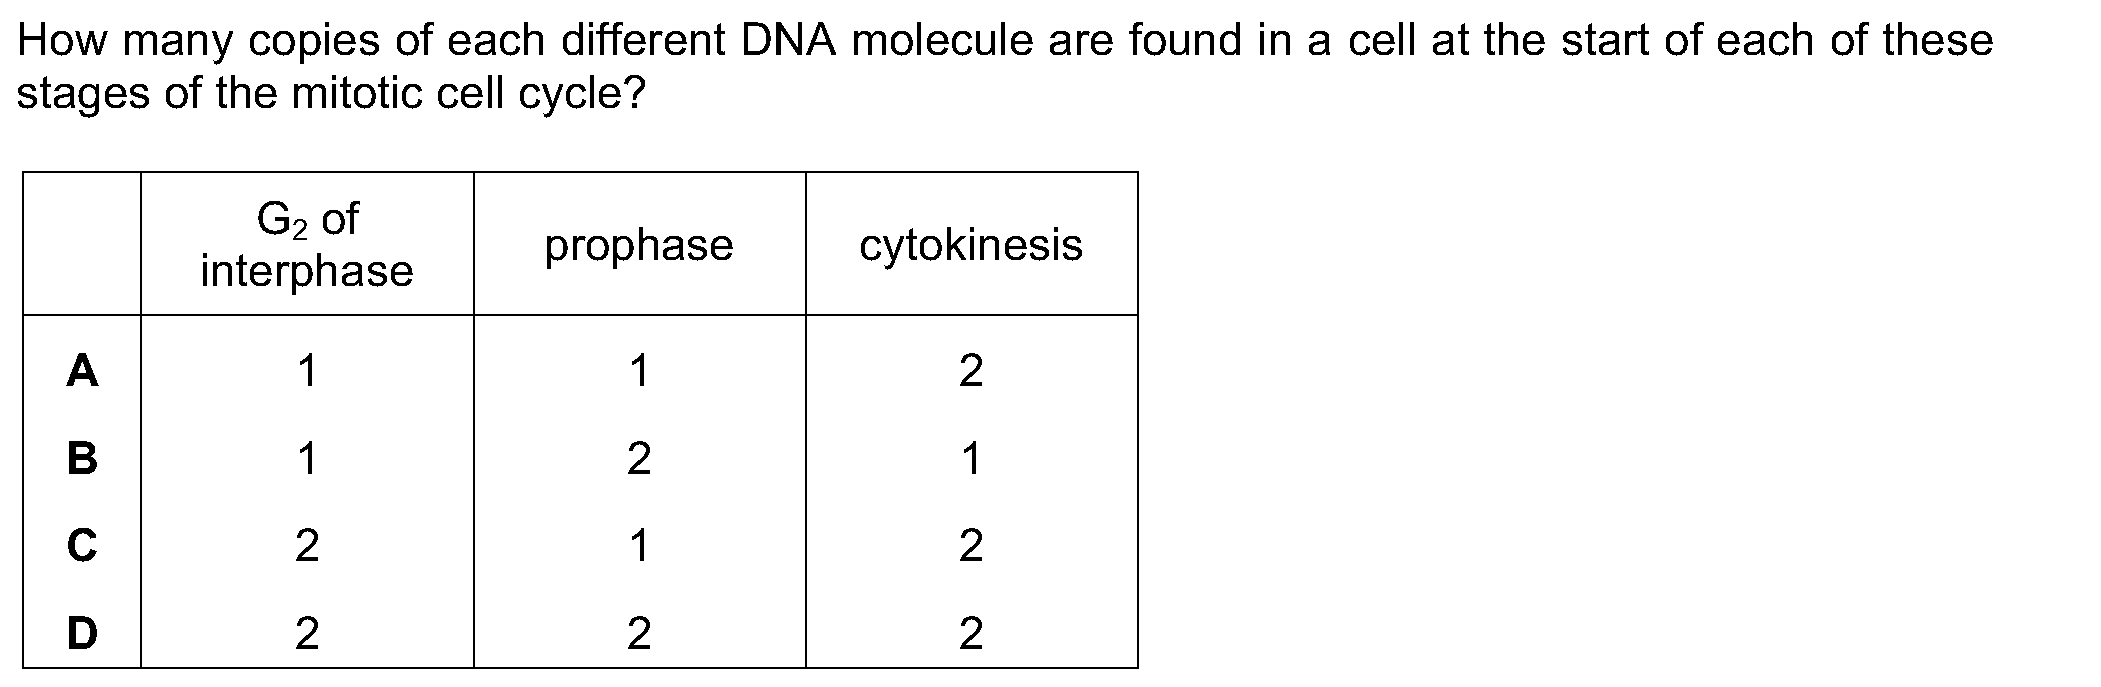 How many copies of each different DNA molecule are found in a cell at the start of each of these
stages of the mitotic cell cycle?
G₂ of
interphase
prophase
cytokinesis
A 1 1 2
B 1 2 1
C 2 1 2
D 2 2 2